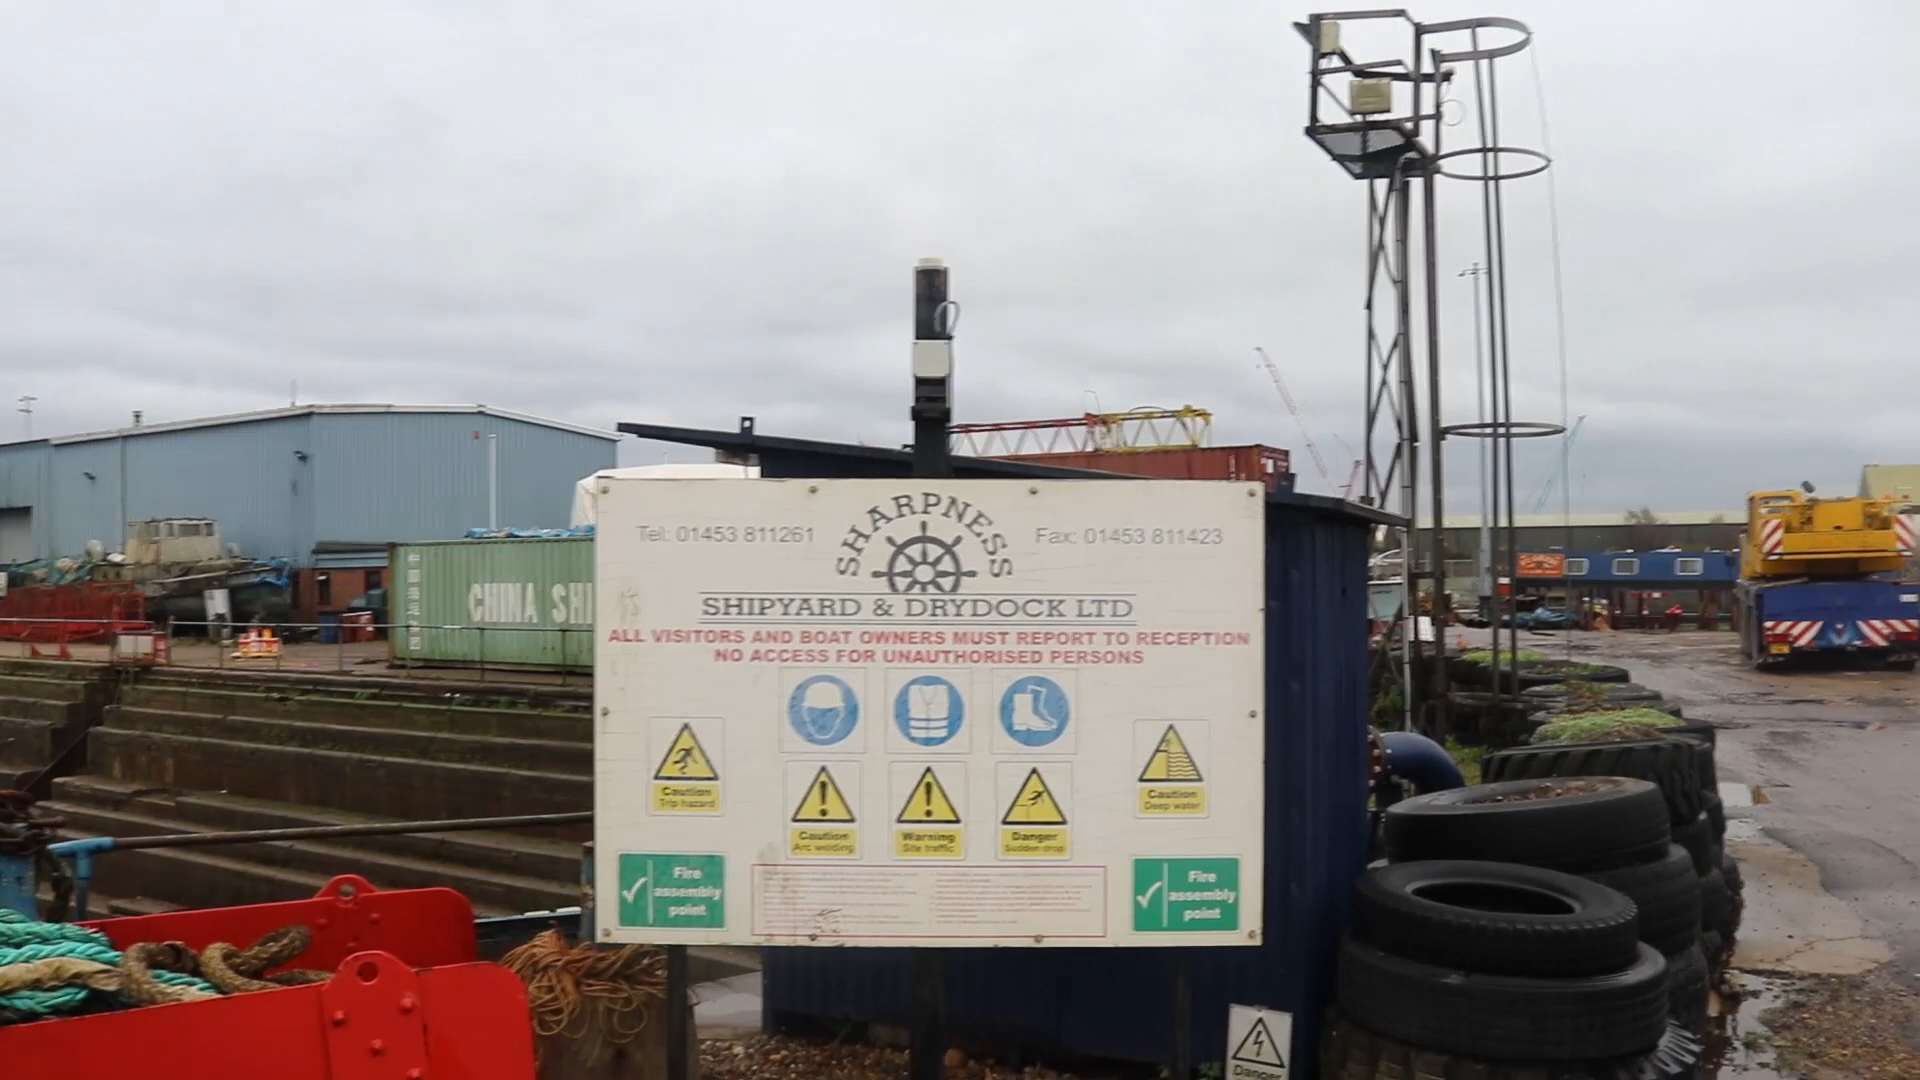 SHARPNESS
Tel: 01453 811261
Fax: 01453 811423
SHIPYARD & DRYDOCK LTD
ALL VISITORS AND BOAT OWNERS MUST REPORT TO RECEPTION
NO ACCESS FOR UNAUTHORISED PERSONS
Caution
Trip hazard
Caution
Arc welding
Warning
Site traffic
Danger
Sudden drop
Caution
Deep water
Fire
assembly
point
Fire
assembly
point
CHINA SHI
Danger